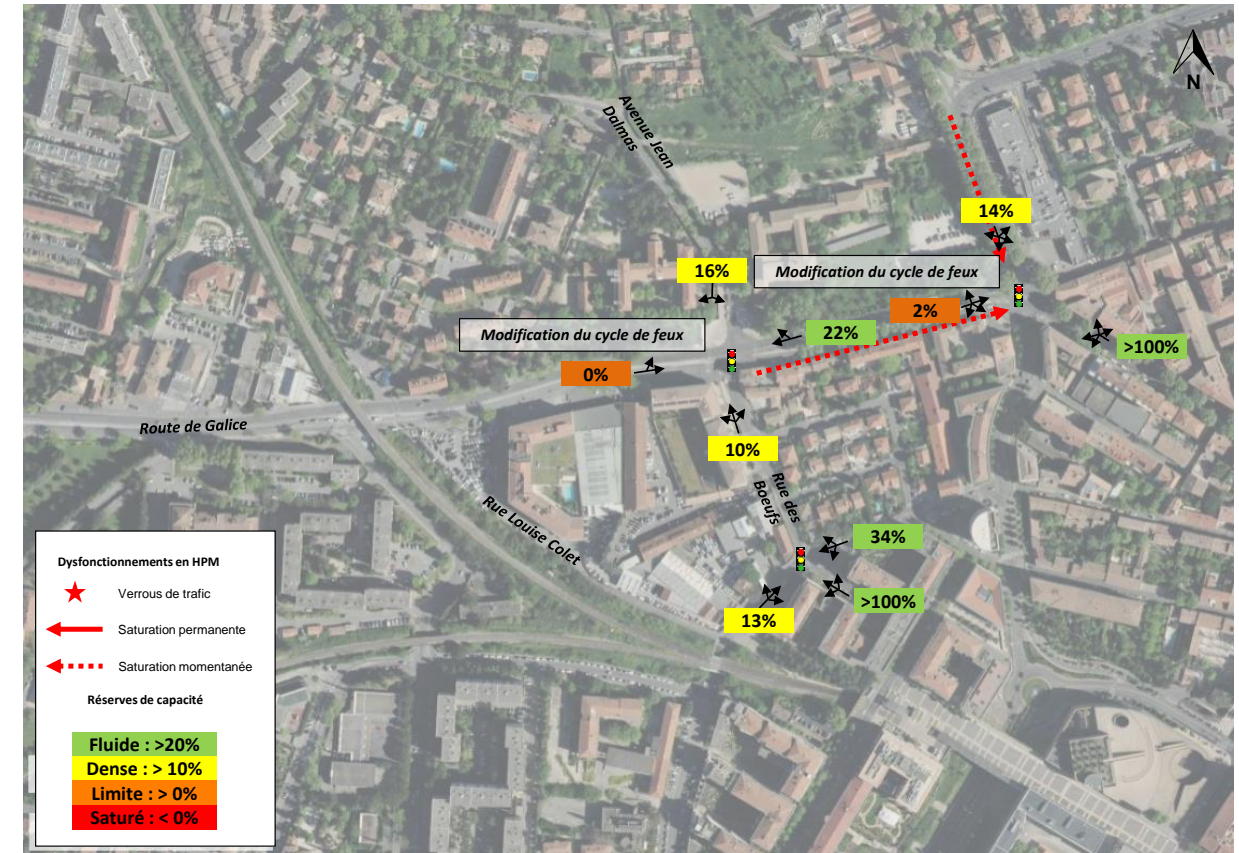 N
Avenue Jean
Dalmas
14%
16%
Modification du cycle de feux
2%
Modification du cycle de feux
22%
>100%
0%
Route de Galice
10%
Rue des
Boeufs
Rue Louise Colet
34%
>100%
13%
Dysfonctionnements en HPM
Verrous de trafic
Saturation permanente
Saturation momentanée
Réserves de capacité
Fluide : >20%
Dense : > 10%
Limite : > 0%
Saturé : < 0%